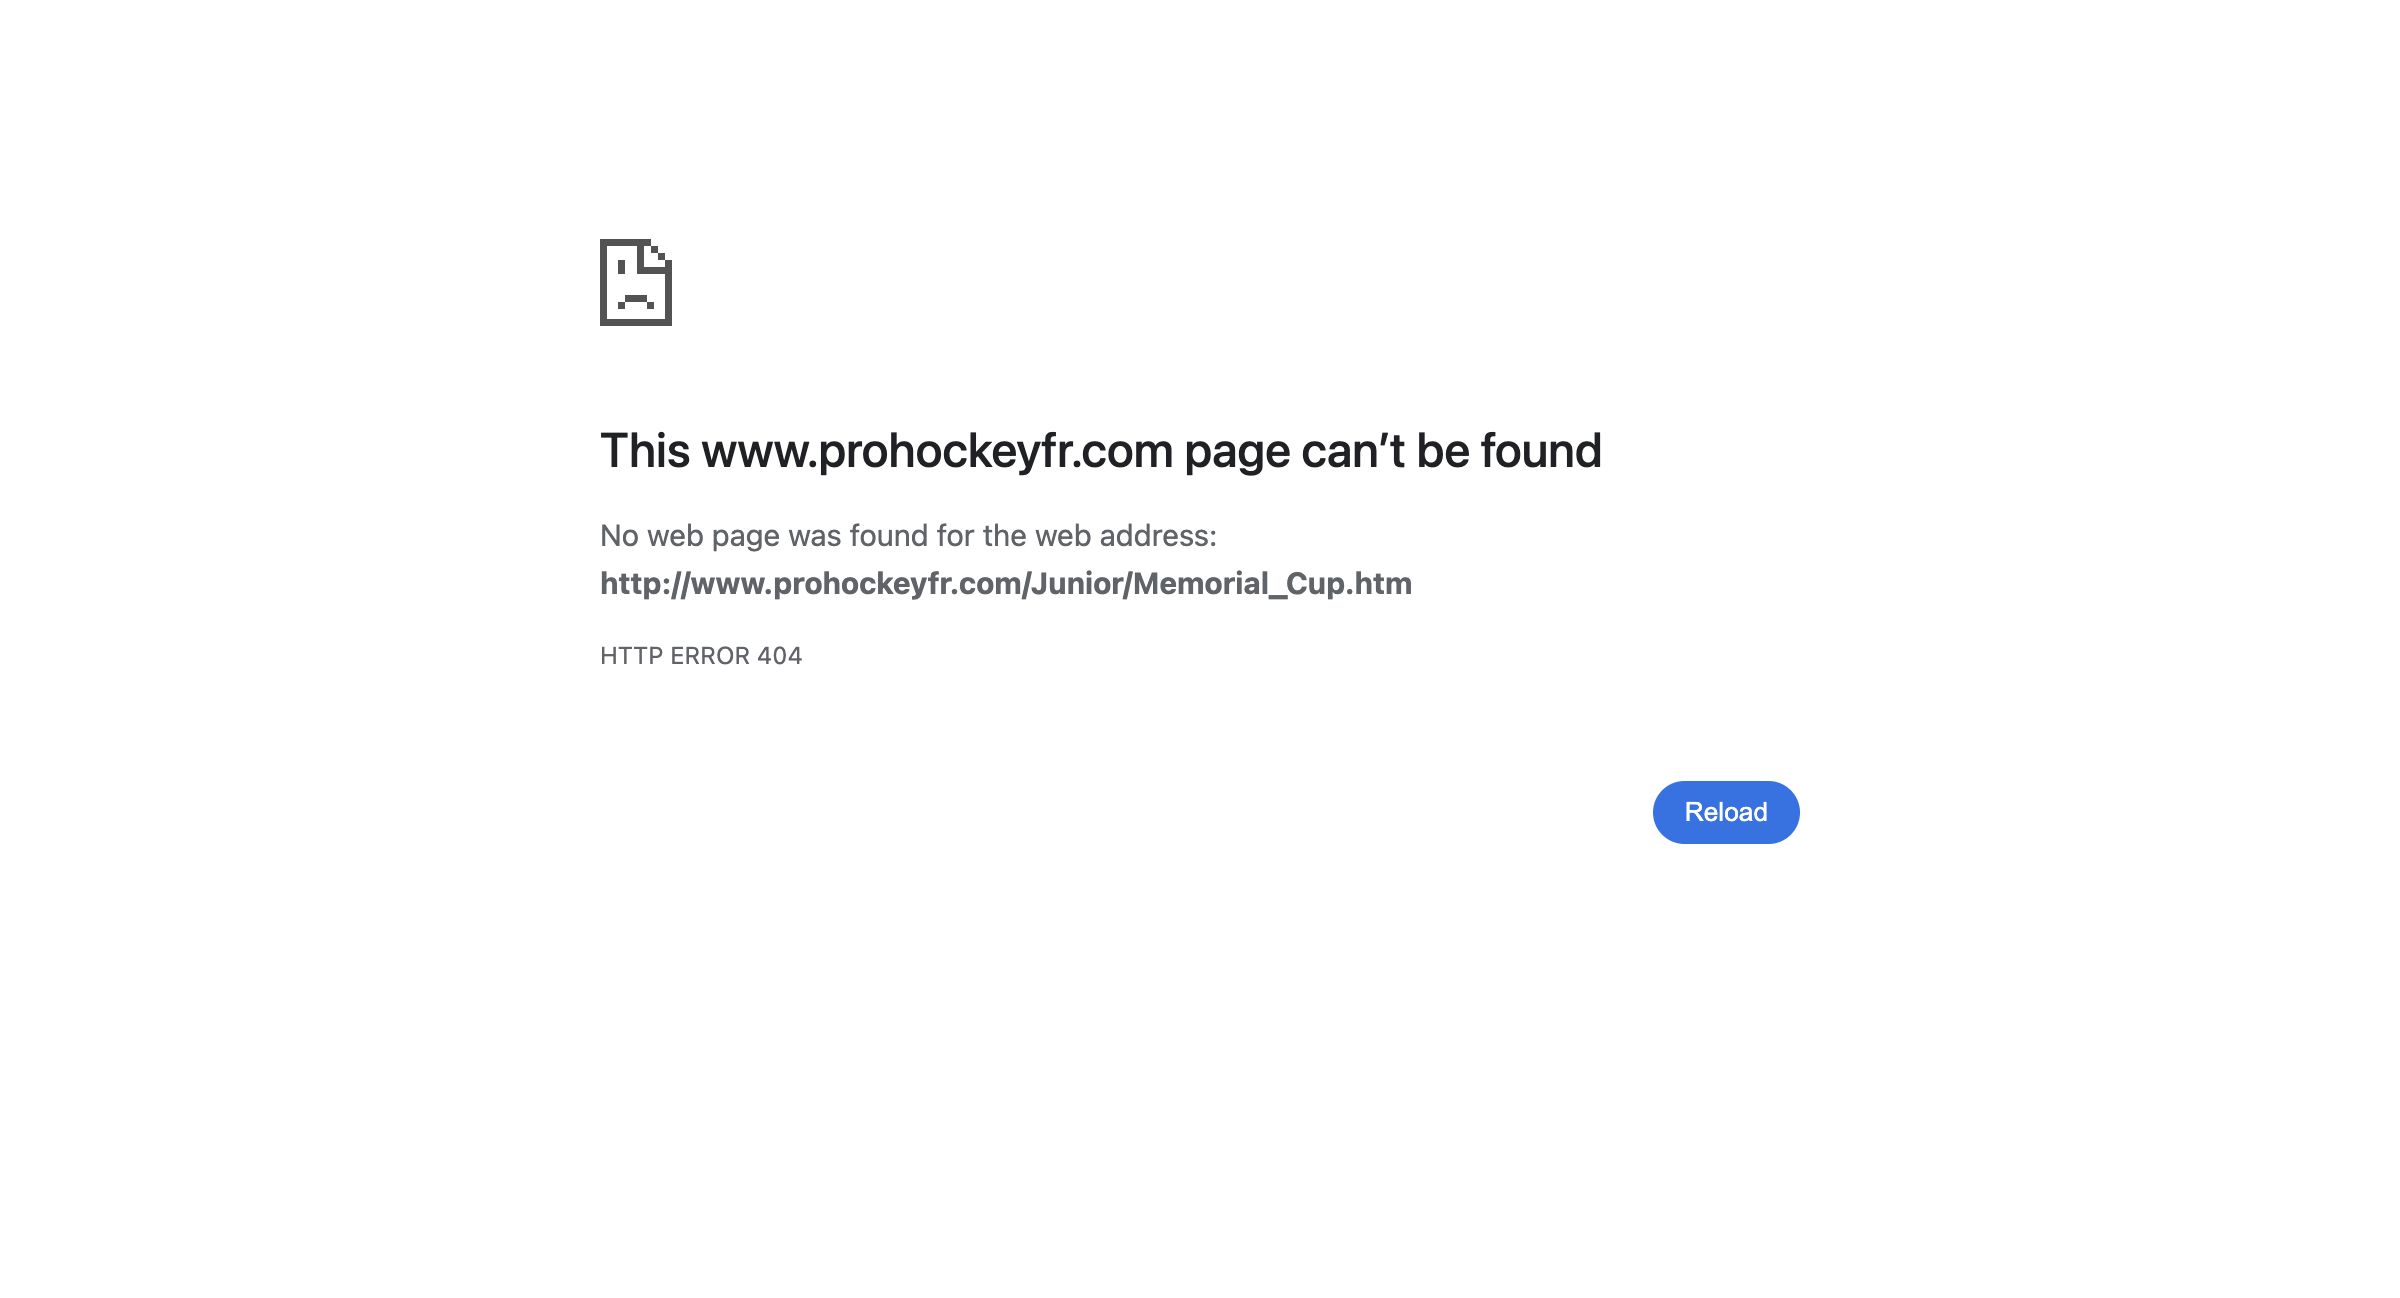 This www.prohockeyfr.com page can’t be found
No web page was found for the web address:
http://www.prohockeyfr.com/Junior/Memorial_Cup.htm
HTTP ERROR 404
Reload